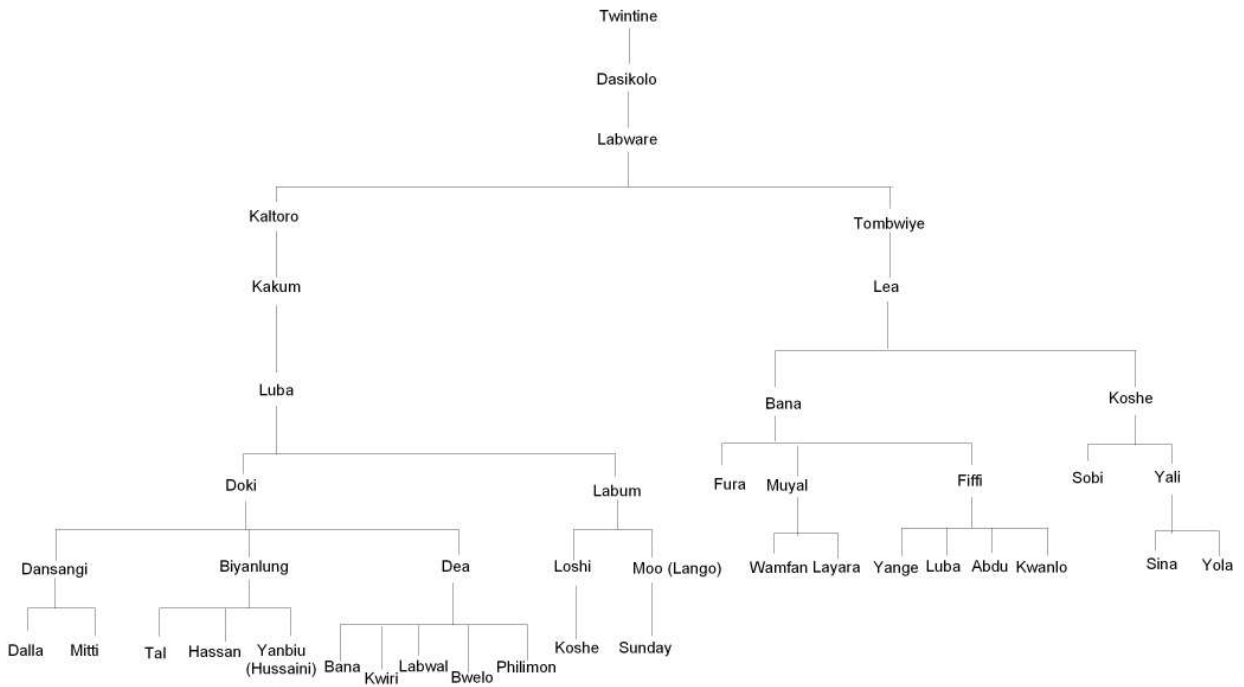 Twintine
Dasikolo
Labware
Kaltoro
Tombwiye
Kakum
Lea
Luba
Bana
Koshe
Doki
Labum
Fura
Muyal
Fiffi
Sobi
Yali
Dansangi
Biyanlung
Dea
Loshi
Moo (Lango)
Wamfan
Layara
Yange
Luba
Abdu
Kwanlo
Sina
Yola
Dalla
Mitti
Tal
Hassan
Yanbiu
(Hussaini)
Bana
Kwiri
Labwal
Bwelo
Philimon
Koshe
Sunday